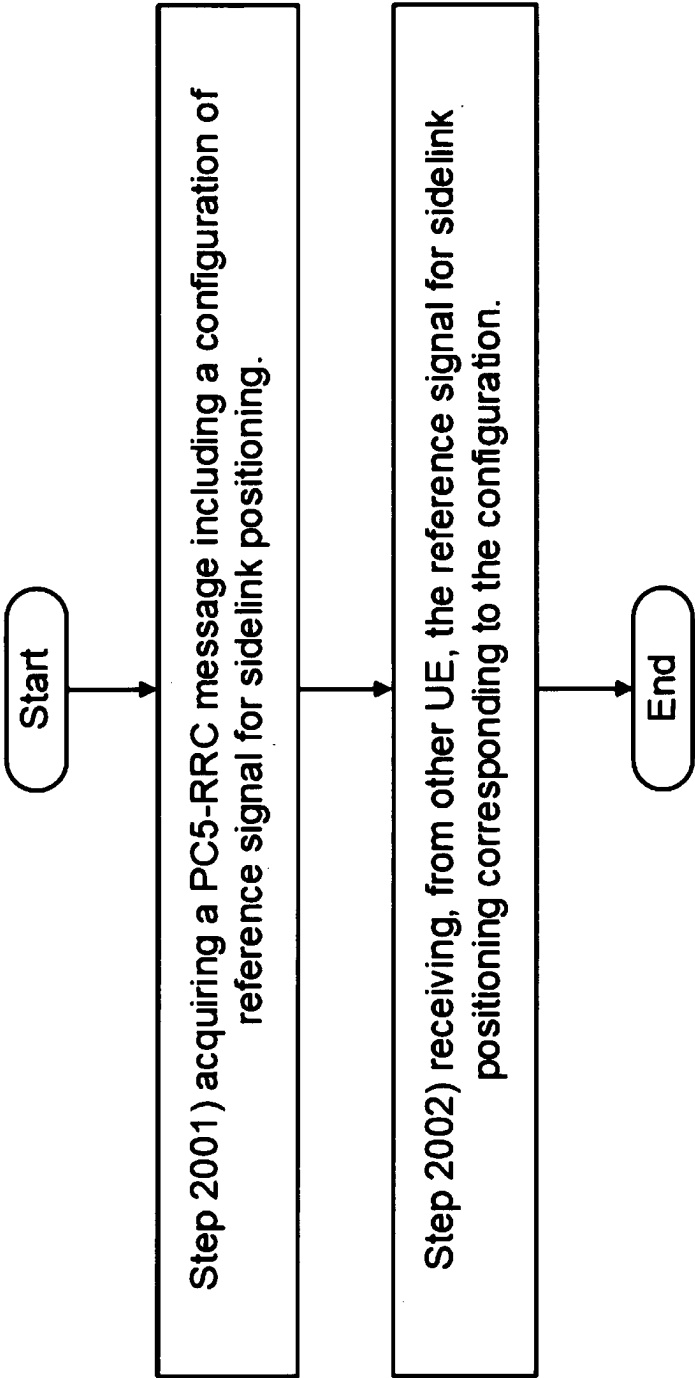 Start
Step 2001) acquiring a PC5-RRC message including a configuration of
reference signal for sidelink positioning.
Step 2002) receiving, from other UE, the reference signal for sidelink
positioning corresponding to the configuration.
End